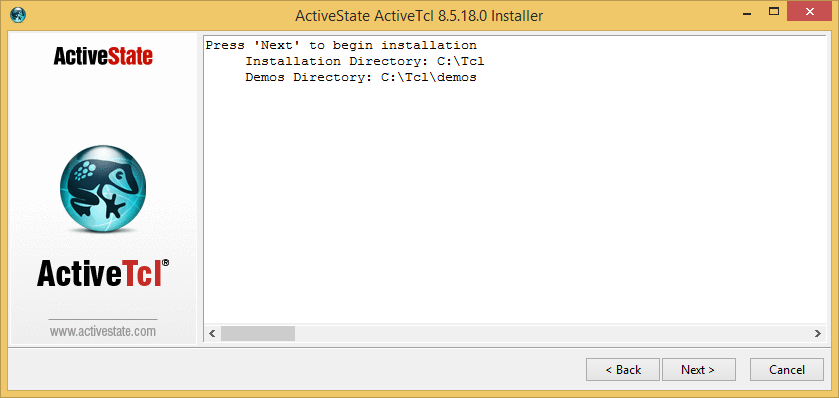 ActiveState ActiveTcl 8.5.18.0 Installer
ActiveState
Press 'Next' to begin installation
Installation Directory: C:\Tcl
Demos Directory: C:\Tcl\demos
ActiveTcl®
www.activestate.com
< Back
Next >
Cancel